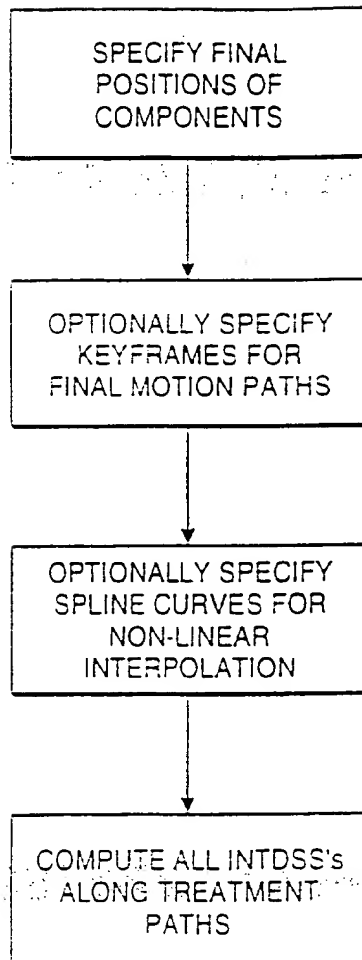 SPECIFY FINAL
POSITIONS OF
COMPONENTS
OPTIONALLY SPECIFY
KEYFRAMES FOR
FINAL MOTION PATHS
OPTIONALLY SPECIFY
SPLINE CURVES FOR
NON-LINEAR
INTERPOLATION
COMPUTE ALL INTDSS's
ALONG TREATMENT
PATHS